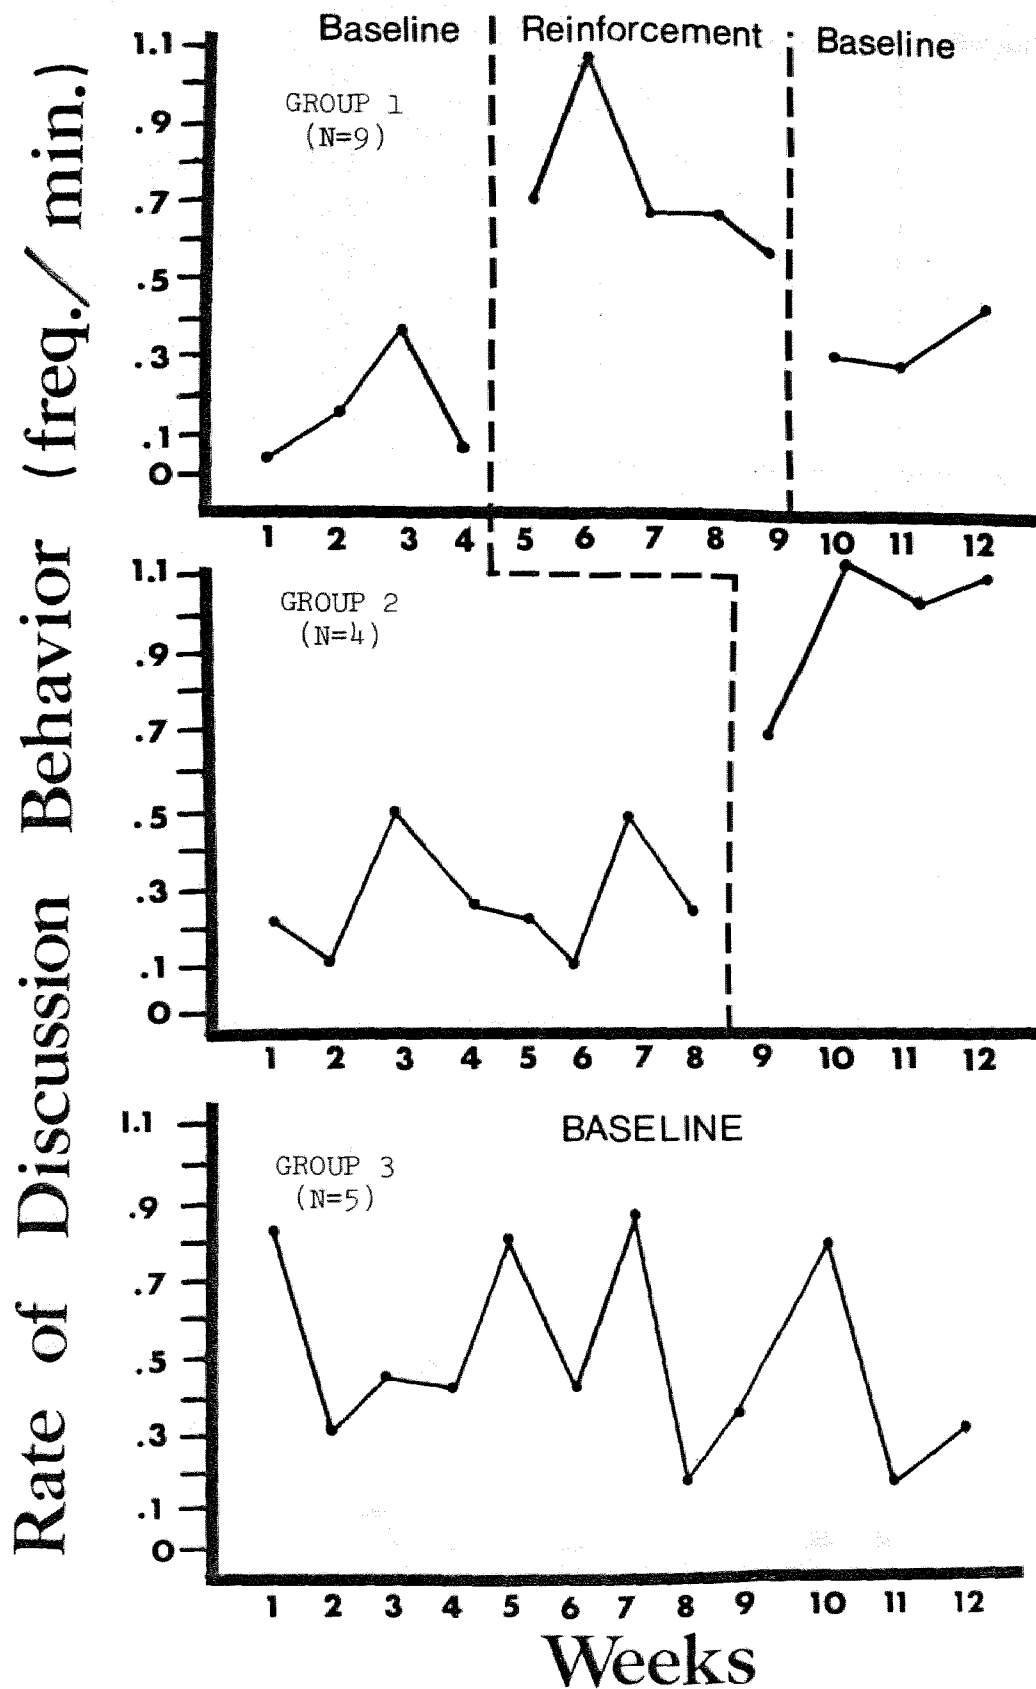 Rate of Discussion Behavior (freq./min.)
Baseline Reinforcement Baseline
GROUP 1
(N=9)
1.1
.9
.7
.5
.3
.1
0
1 2 3 4 5 6 7 8 9 10 11 12
GROUP 2
(N=4)
1.1
.9
.7
.5
.3
.1
0
1 2 3 4 5 6 7 8 9 10 11 12
BASELINE
GROUP 3
(N=5)
1.1
.9
.7
.5
.3
.1
0
1 2 3 4 5 6 7 8 9 10 11 12
Weeks